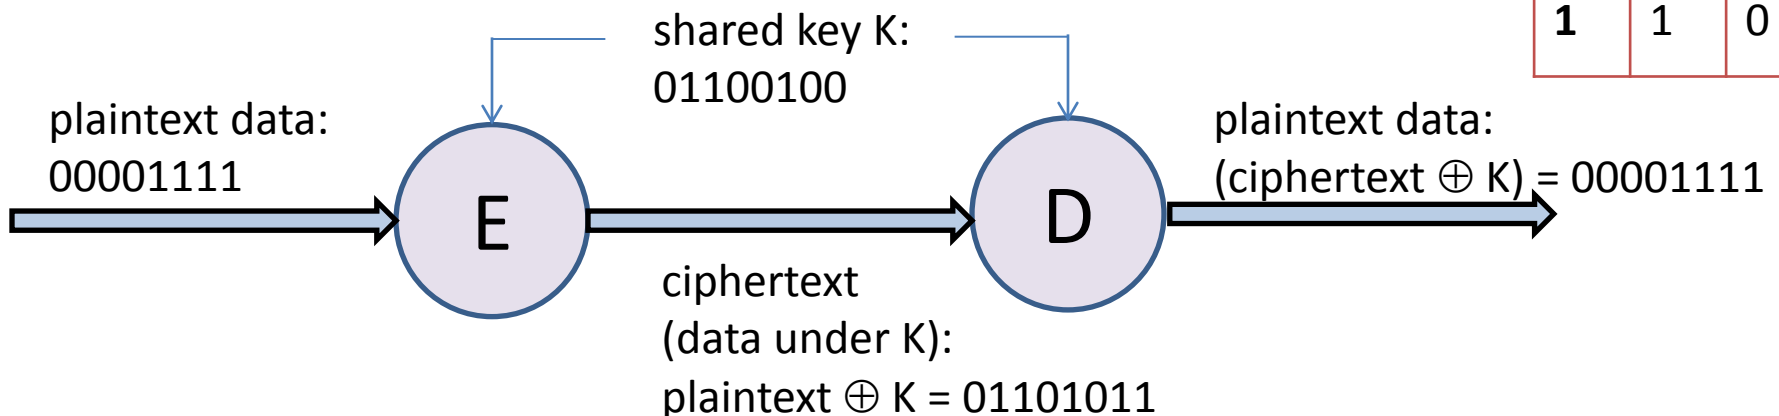 shared key K:
01100100
1 1 0
plaintext data:
00001111
plaintext data:
(ciphertext ⊕ K) = 00001111
E
D
ciphertext
(data under K):
plaintext ⊕ K = 01101011